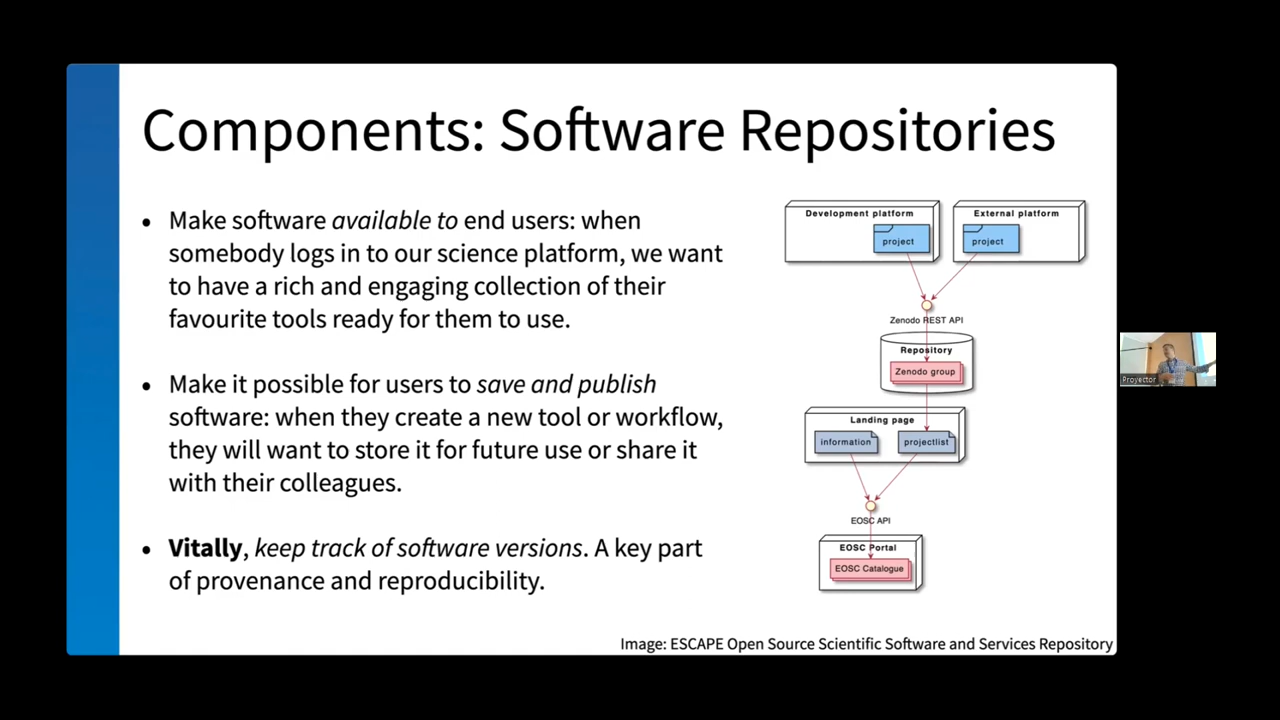 Components: Software Repositories
• Make software available to end users: when
somebody logs in to our science platform, we want
to have a rich and engaging collection of their
favourite tools ready for them to use.
• Make it possible for users to save and publish
software: when they create a new tool or workflow,
they will want to store it for future use or share it
with their colleagues.
• Vitally, keep track of software versions. A key part
of provenance and reproducibility.
Development platform
External platform
project
project
Zenodo REST API
Repository
Zenodo group
Landing page
information
projectlist
EOSC API
EOSC Portal
EOSC Catalogue
Image: ESCAPE Open Source Scientific Software and Services Repository
Proyector